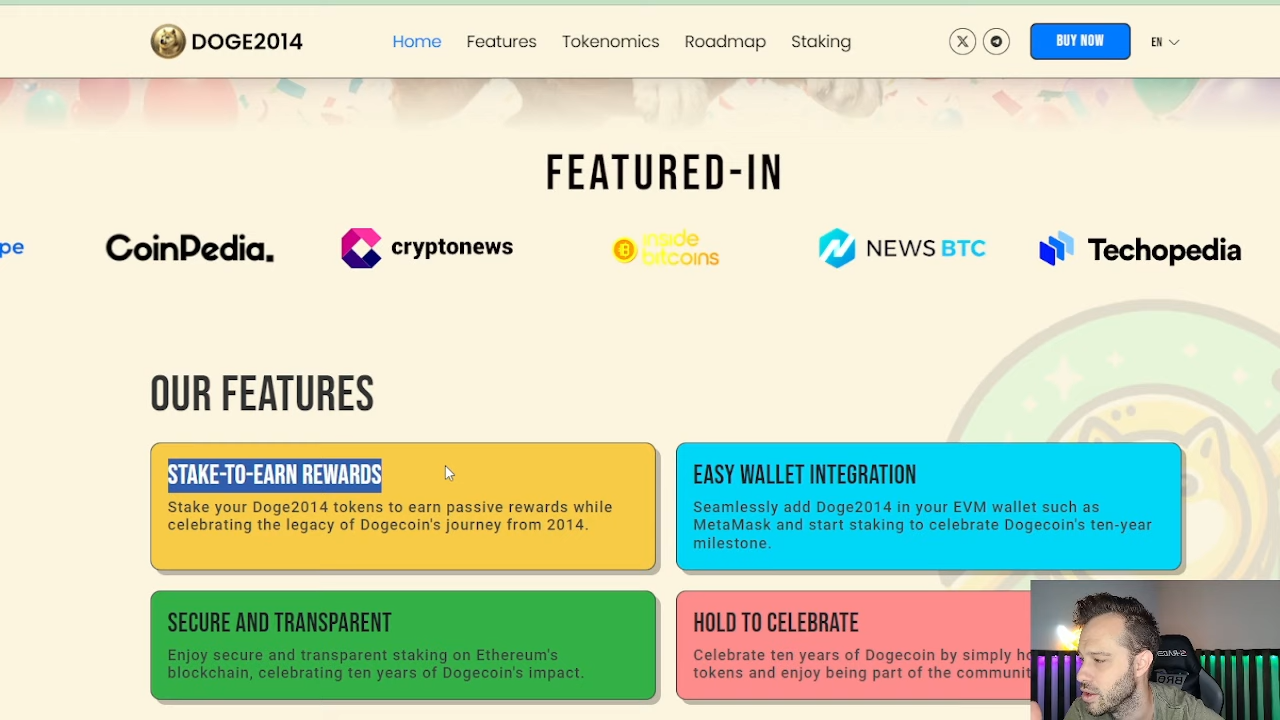 DOGE2014
Home
Features
Tokenomics
Roadmap
Staking
BUY NOW
EN
FEATURED-IN
pe
CoinPedia.
cryptonews
inside
bitcoins
NEWS BTC
Techopedia
OUR FEATURES
STAKE-TO-EARN REWARDS
Stake your Doge2014 tokens to earn passive rewards while
celebrating the legacy of Dogecoin's journey from 2014.
EASY WALLET INTEGRATION
Seamlessly add Doge2014 in your EVM wallet such as
MetaMask and start staking to celebrate Dogecoin's ten-year
milestone.
SECURE AND TRANSPARENT
Enjoy secure and transparent staking on Ethereum's
blockchain, celebrating ten years of Dogecoin's impact.
HOLD TO CELEBRATE
Celebrate ten years of Dogecoin by simply ho
tokens and enjoy being part of the communit